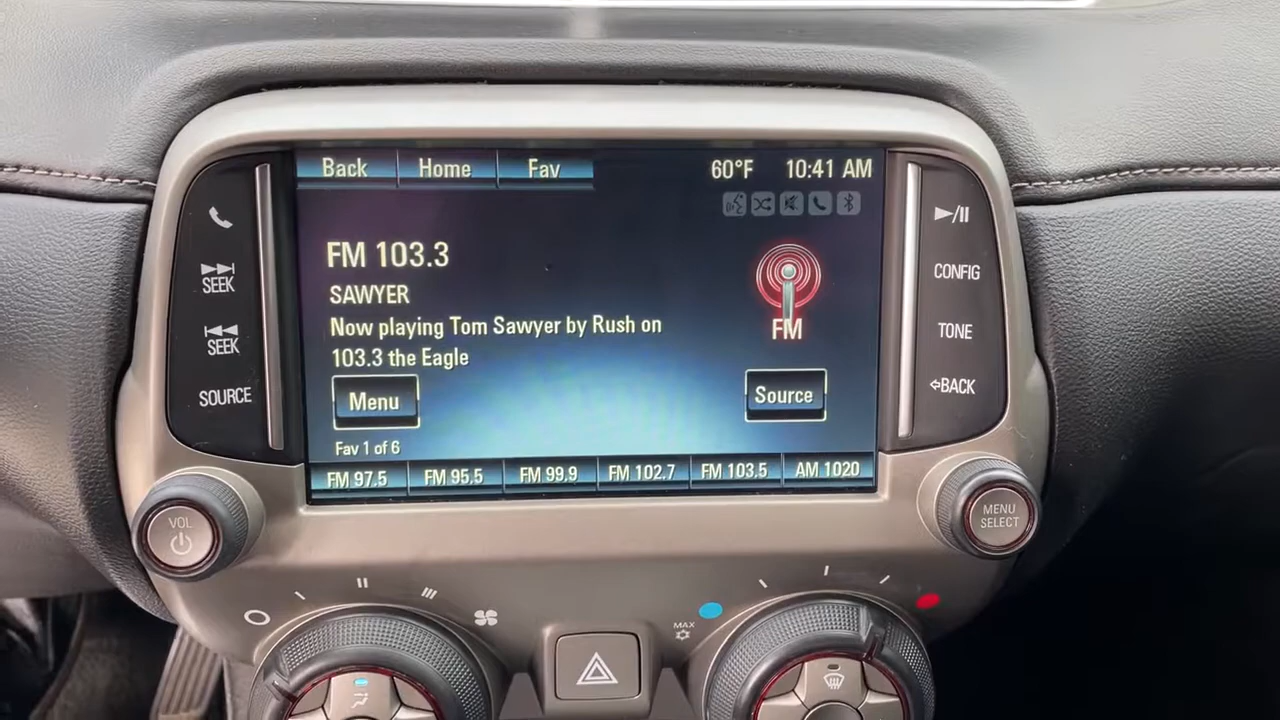 Back Home Fav 60°F 10:41 AM
FM 103.3
SAWYER
Now playing Tom Sawyer by Rush on
103.3 the Eagle
FM
Menu
Source
Fav 1 of 6
FM 97.5 FM 95.5 FM 99.9 FM 102.7 FM 103.5 AM 1020
SEEK
SEEK
SOURCE
CONFIG
TONE
BACK
VOL
MENU
SELECT
MAX